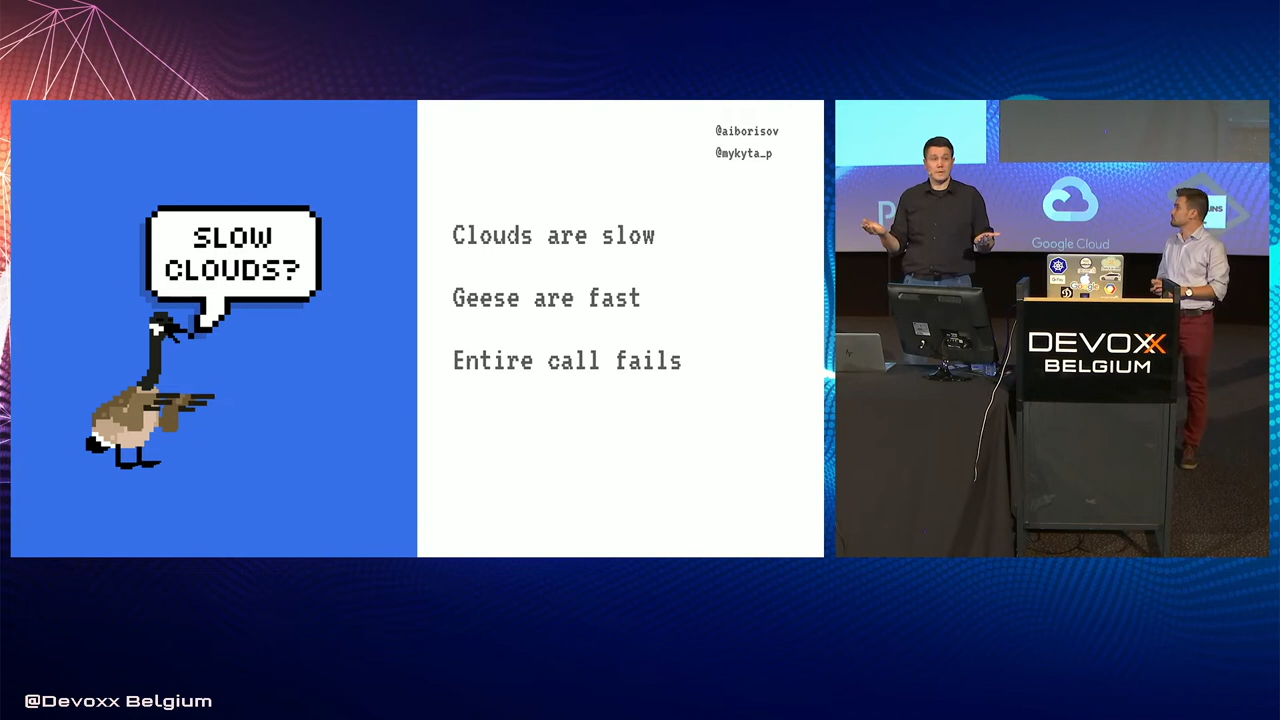 SLOW
CLOUDS?
@aiborisov
@mykyta_p
Clouds are slow
Geese are fast
Entire call fails
Google Cloud
Google
DEVOXX
BELGIUM
@Devoxx Belgium